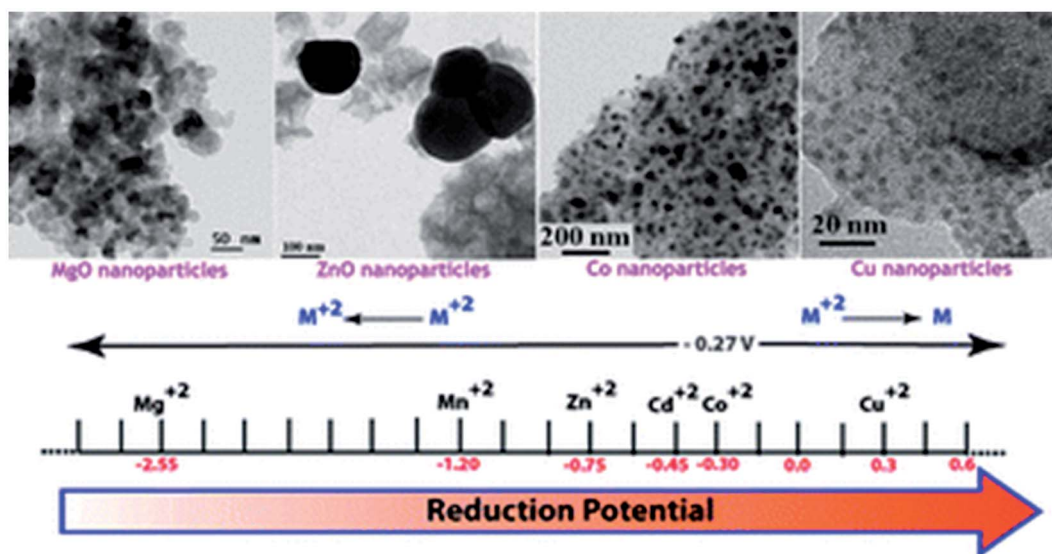 50 nm
100 nm
200 nm
20 nm
MgO nanoparticles
ZnO nanoparticles
Co nanoparticles
Cu nanoparticles
M+2 M+2
M+2 M
- 0.27 V
Mg+2 Mn+2 Zn+2 Cd+2 Co+2 Cu+2
-2.55 -1.20 -0.75 -0.45 -0.30 0.0 0.3 0.6
Reduction Potential